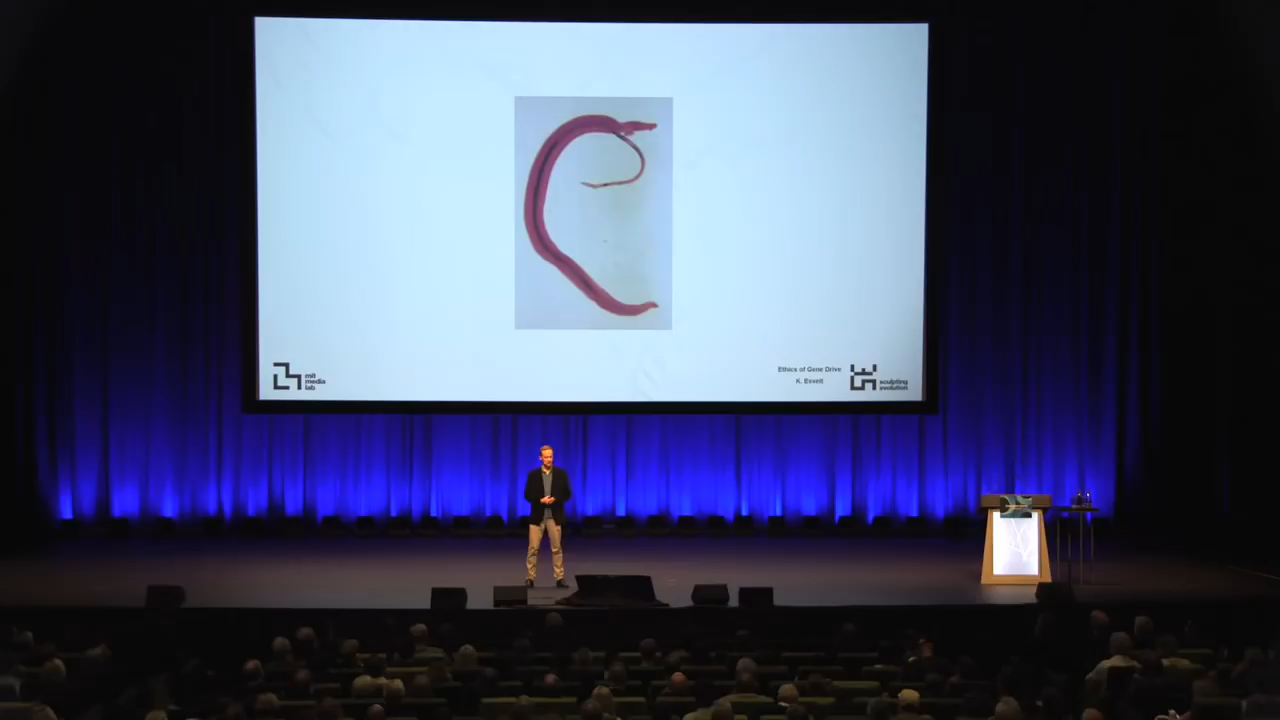 mit
media
lab
Ethics of Gene Drive
K. Esvelt
sculpting
evolution